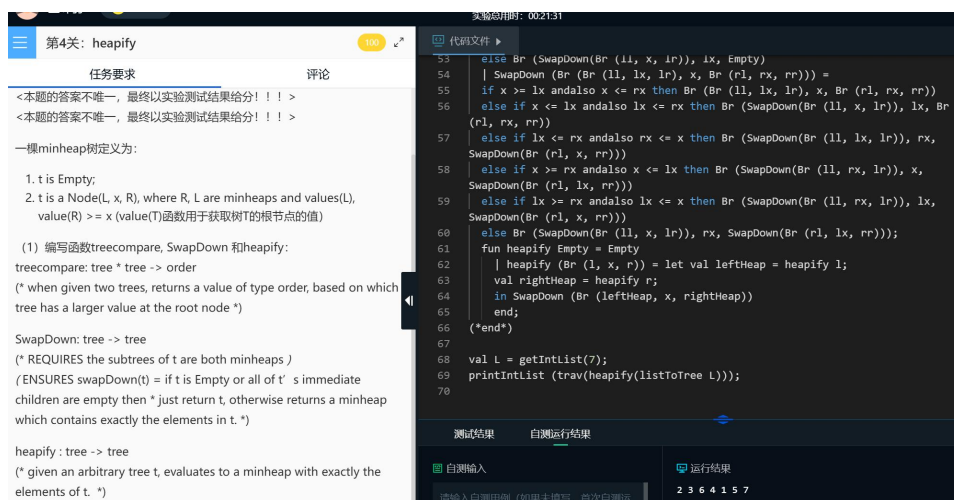 实验总用时：00:21:31
第4关：heapify
100
代码文件
任务要求
评论
<本题的答案不唯一，最终以实验测试结果给分！！！>
<本题的答案不唯一，最终以实验测试结果给分！！！>
一棵minheap树定义为：
1. t is Empty;
2. t is a Node(L, x, R), where R, L are minheaps and values(L),
value(R) >= x (value(T)函数用于获取树T的根节点的值)
（1）编写函数treecompare, SwapDown 和heapify：
treecompare: tree * tree -> order
(* when given two trees, returns a value of type order, based on which
tree has a larger value at the root node *)
SwapDown: tree -> tree
(* REQUIRES the subtrees of t are both minheaps )
( ENSURES swapDown(t) = if t is Empty or all of t’ s immediate
children are empty then * just return t, otherwise returns a minheap
which contains exactly the elements in t. *)
heapify : tree -> tree
(* given an arbitrary tree t, evaluates to a minheap with exactly the
elements of t. *)
53 else Br (SwapDown(Br (ll, x, lr)), lx, Empty)
54 | SwapDown (Br (Br (ll, lx, lr), x, Br (rl, rx, rr))) =
55 if x >= lx andalso x <= rx then Br (Br (ll, lx, lr), x, Br (rl, rx, rr))
56 else if x <= lx andalso lx <= rx then Br (SwapDown(Br (ll, x, lr)), lx, Br
(rl, rx, rr))
57 else if lx <= rx andalso rx <= x then Br (SwapDown(Br (ll, lx, lr)), rx,
SwapDown(Br (rl, x, rr)))
58 else if x >= rx andalso x <= lx then Br (SwapDown(Br (ll, rx, lr)), x,
SwapDown(Br (rl, lx, rr)))
59 else if lx >= rx andalso lx <= x then Br (SwapDown(Br (ll, rx, lr)), lx,
SwapDown(Br (rl, x, rr)))
60 else Br (SwapDown(Br (ll, x, lr)), rx, SwapDown(Br (rl, lx, rr)));
61 fun heapify Empty = Empty
62 | heapify (Br (l, x, r)) = let val leftHeap = heapify l;
63 val rightHeap = heapify r;
64 in SwapDown (Br (leftHeap, x, rightHeap))
65 end;
66 (*end*)
67
68 val L = getIntList(7);
69 printIntList (trav(heapify(listToTree L)));
70
测试结果
自测运行结果
自测输入
运行结果
2 3 6 4 1 5 7